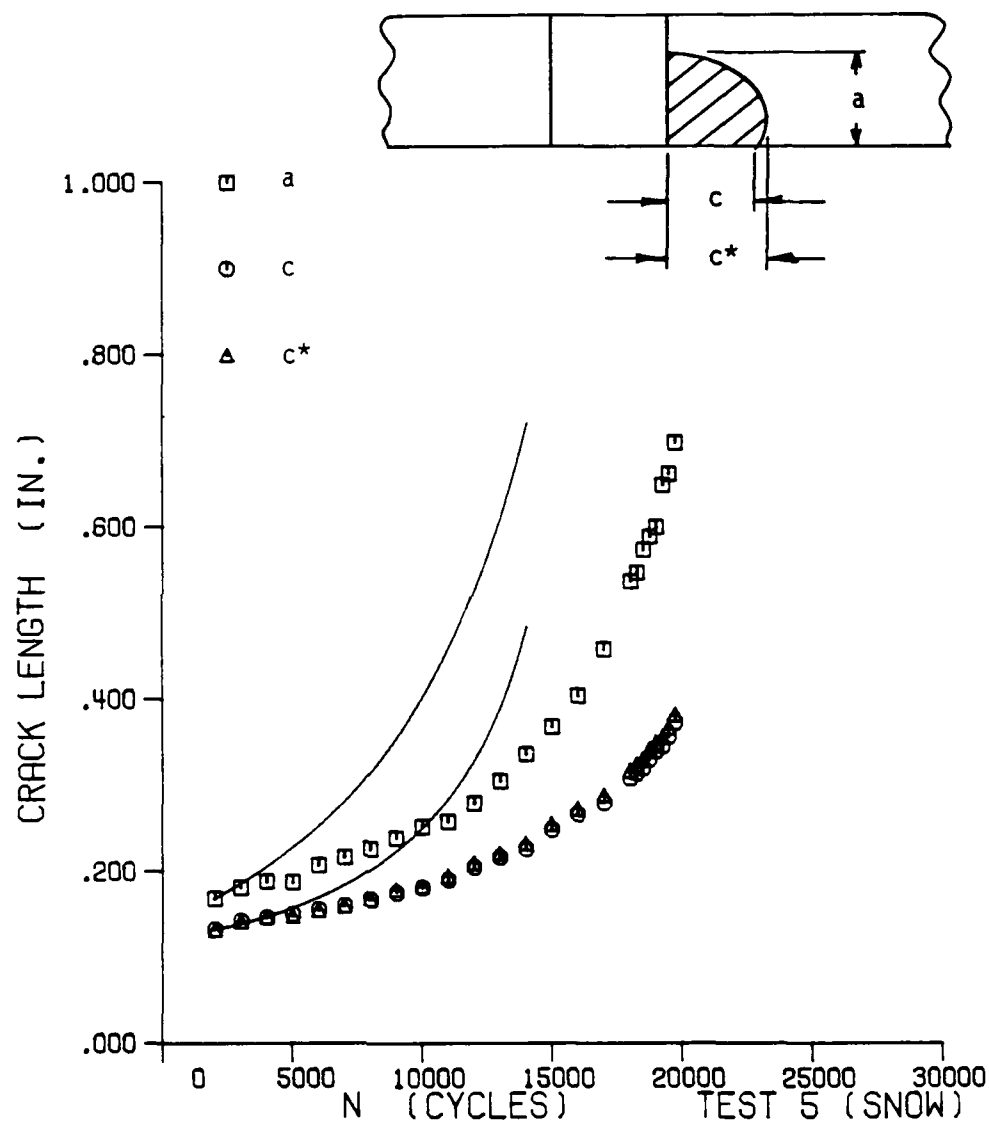 a
c
c*
1.000
a
c
.800
c*
.600
.400
.200
.000
CRACK LENGTH (IN.)
0 5000 10000 15000 20000 25000 30000
N (CYCLES) TEST 5 (SNOW)